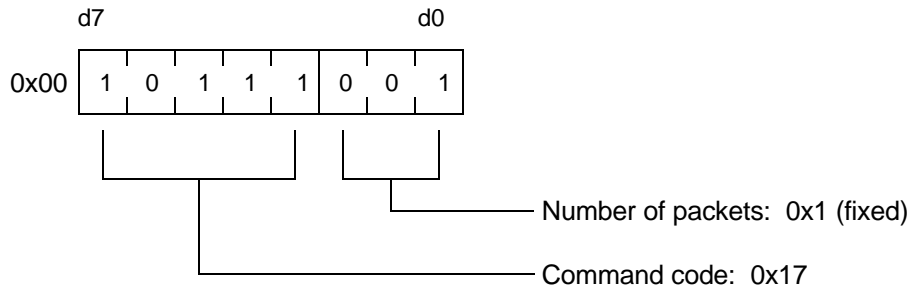 d7 d0
0x00 1 0 1 1 1 0 0 1
Number of packets: 0x1 (fixed)
Command code: 0x17